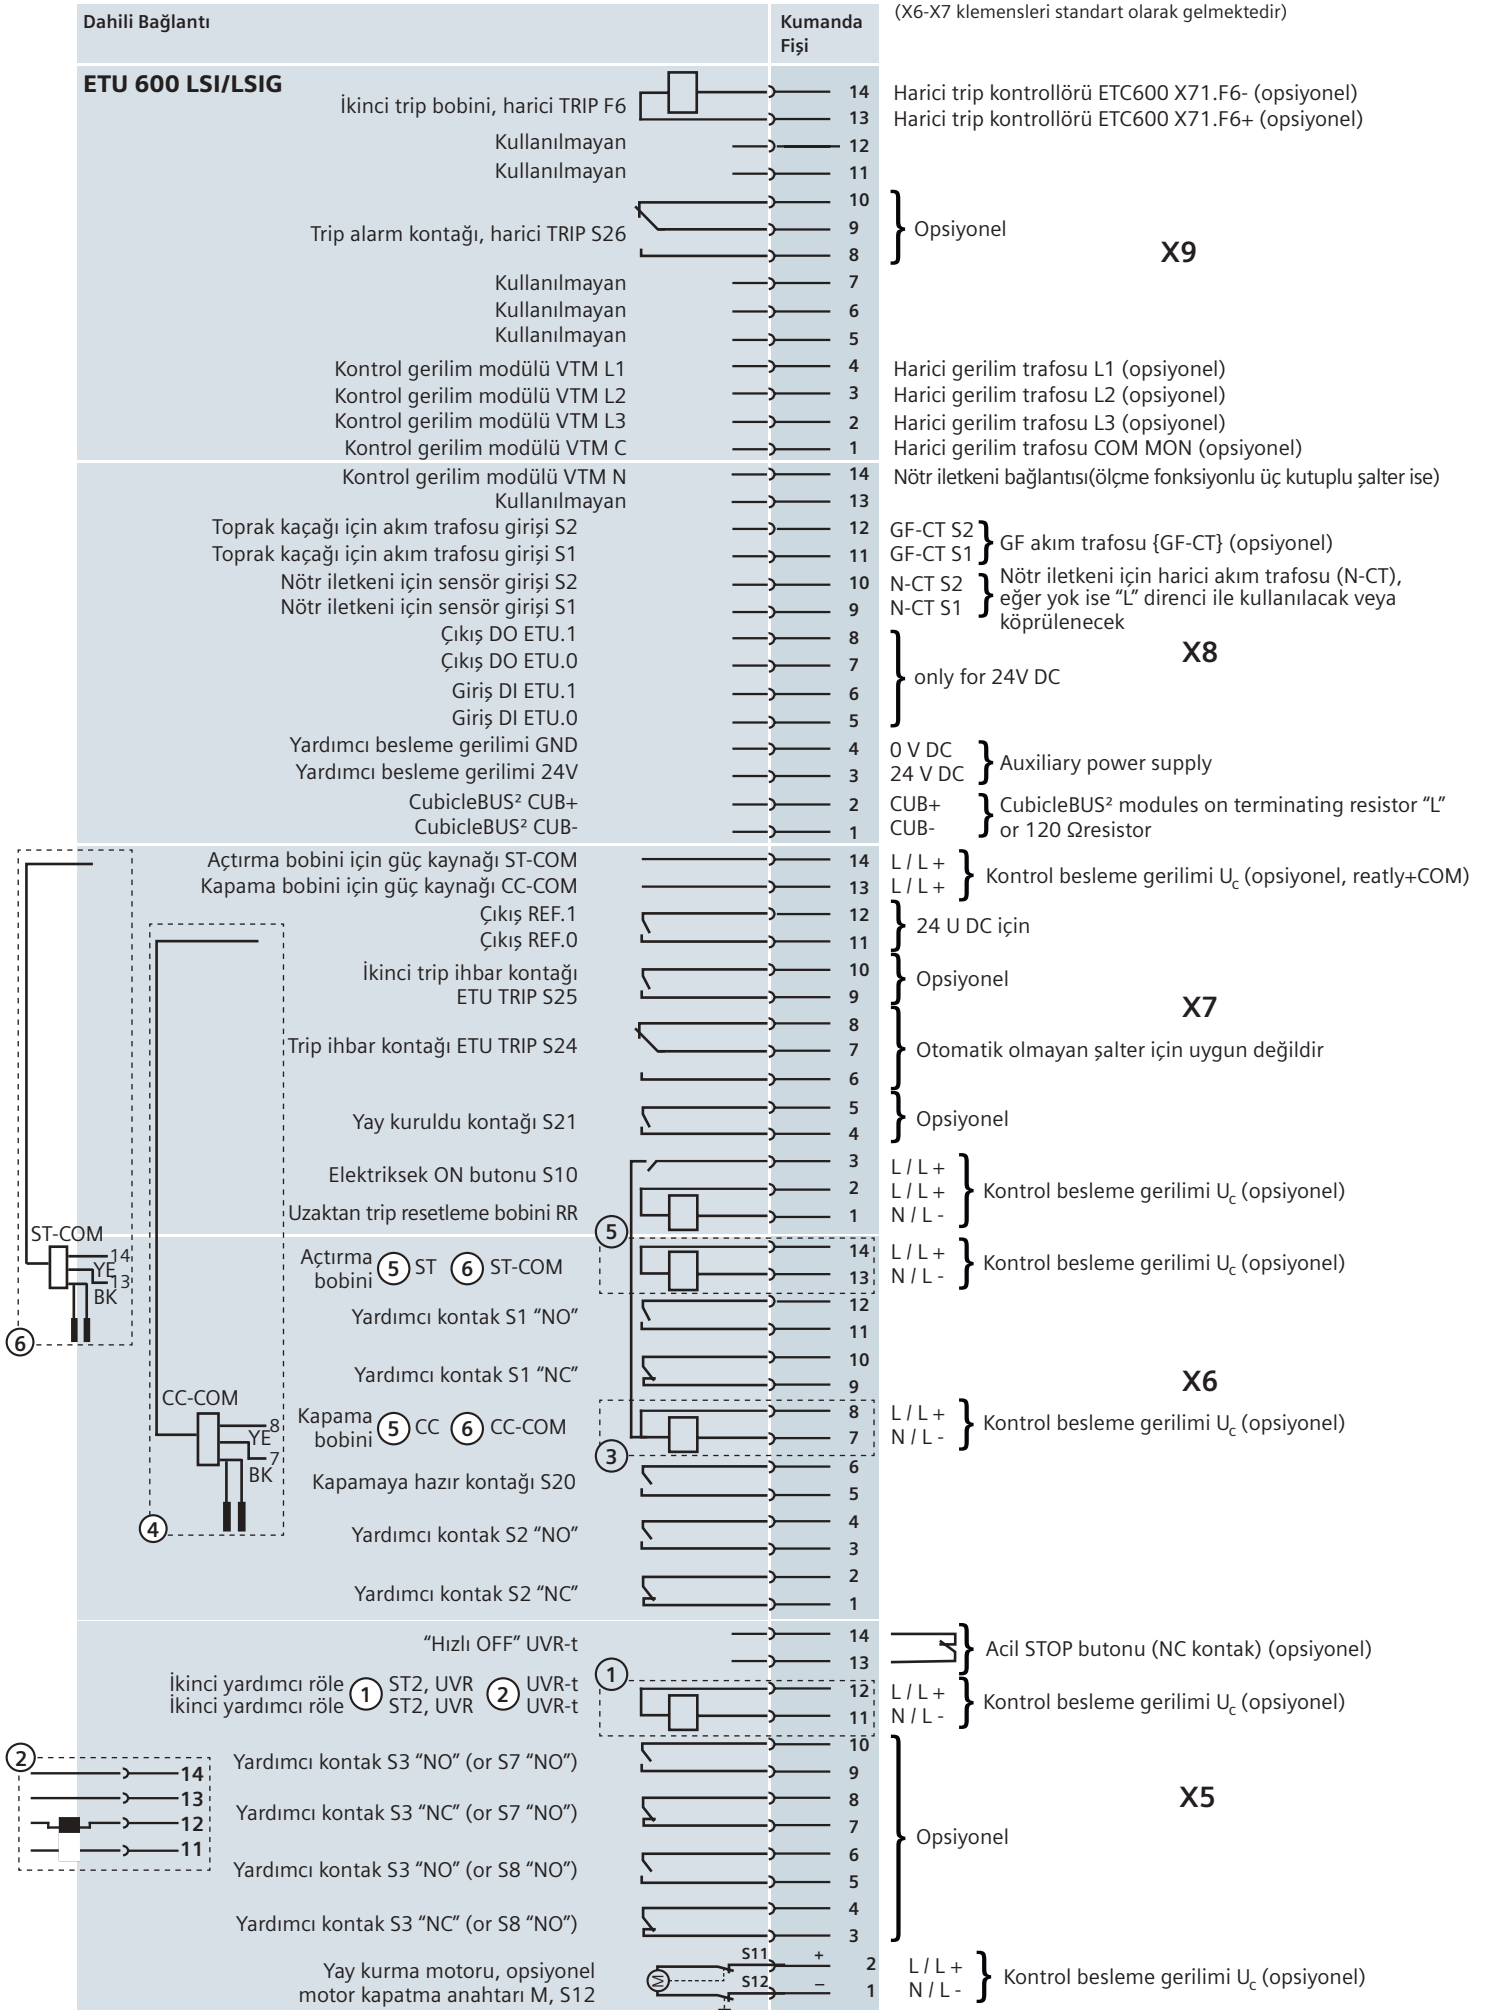 Dahili Bağlantı
Kumanda
Fişi
(X6-X7 klemensleri standart olarak gelmektedir)
ETU 600 LSI/LSIG
İkinci trip bobini, harici TRIP F6
14 Harici trip kontrollörü ETC600 X71.F6- (opsiyonel)
13 Harici trip kontrollörü ETC600 X71.F6+ (opsiyonel)
Kullanılmayan 12
Kullanılmayan 11
10
Trip alarm kontağı, harici TRIP S26 9 Opsiyonel
8
X9
Kullanılmayan 7
Kullanılmayan 6
Kullanılmayan 5
Kontrol gerilim modülü VTM L1 4 Harici gerilim trafosu L1 (opsiyonel)
Kontrol gerilim modülü VTM L2 3 Harici gerilim trafosu L2 (opsiyonel)
Kontrol gerilim modülü VTM L3 2 Harici gerilim trafosu L3 (opsiyonel)
Kontrol gerilim modülü VTM C 1 Harici gerilim trafosu COM MON (opsiyonel)
Kontrol gerilim modülü VTM N 14 Nötr iletkeni bağlantısı(ölçme fonksiyonlu üç kutuplu şalter ise)
Kullanılmayan 13
Toprak kaçağı için akım trafosu girişi S2 12 GF-CT S2
Toprak kaçağı için akım trafosu girişi S1 11 GF-CT S1
GF akım trafosu {GF-CT} (opsiyonel)
Nötr iletkeni için sensör girişi S2 10 N-CT S2
Nötr iletkeni için sensör girişi S1 9 N-CT S1
Nötr iletkeni için harici akım trafosu (N-CT),
eğer yok ise “L” direnci ile kullanılacak veya
köprülenecek
Çıkış DO ETU.1 8
X8
Çıkış DO ETU.0 7
only for 24V DC
Giriş DI ETU.1 6
Giriş DI ETU.0 5
Yardımcı besleme gerilimi GND 4 0 V DC
Yardımcı besleme gerilimi 24V 3 24 V DC
Auxiliary power supply
CubicleBUS² CUB+ 2 CUB+ CubicleBUS² modules on terminating resistor “L”
CubicleBUS² CUB- 1 CUB- or 120 Ωresistor
Açtırma bobini için güç kaynağı ST-COM 14 L / L +
Kapama bobini için güç kaynağı CC-COM 13 L / L +
Kontrol besleme gerilimi Uc (opsiyonel, reatly+COM)
Çıkış REF.1 12
Çıkış REF.0 11
24 U DC için
İkinci trip ihbar kontağı 10
ETU TRIP S25 9
Opsiyonel
X7
8
Trip ihbar kontağı ETU TRIP S24 7 Otomatik olmayan şalter için uygun değildir
6
Yay kuruldu kontağı S21 5
4
Opsiyonel
Elektriksek ON butonu S10 3 L / L +
2 L / L + Kontrol besleme gerilimi Uc (opsiyonel)
Uzaktan trip resetleme bobini RR 1 N / L -
5
ST-COM
14
YE
13
BK
6
Açtırma
bobini
5 ST 6 ST-COM
14 L / L +
13 N / L -
Kontrol besleme gerilimi Uc (opsiyonel)
Yardımcı kontak S1 “NO” 12
11
Yardımcı kontak S1 “NC” 10
9
X6
CC-COM
8
YE
7
BK
4
Kapama
bobini
5 CC 6 CC-COM
3
8 L / L +
7 N / L -
Kontrol besleme gerilimi Uc (opsiyonel)
Kapamaya hazır kontağı S20 6
5
Yardımcı kontak S2 “NO” 4
3
Yardımcı kontak S2 “NC” 2
1
“Hızlı OFF” UVR-t 14
13
Acil STOP butonu (NC kontak) (opsiyonel)
İkinci yardımcı röle 1 ST2, UVR 2 UVR-t
İkinci yardımcı röle ST2, UVR UVR-t
1
12 L / L +
11 N / L -
Kontrol besleme gerilimi Uc (opsiyonel)
2
14
13
12
11
Yardımcı kontak S3 “NO” (or S7 “NO”) 10
9
X5
Yardımcı kontak S3 “NC” (or S7 “NO”) 8
7
Opsiyonel
Yardımcı kontak S3 “NO” (or S8 “NO”) 6
5
Yardımcı kontak S3 “NC” (or S8 “NO”) 4
3
Yay kurma motoru, opsiyonel
motor kapatma anahtarı M, S12
M
S11 + 2 L / L +
S12 – 1 N / L -
Kontrol besleme gerilimi Uc (opsiyonel)